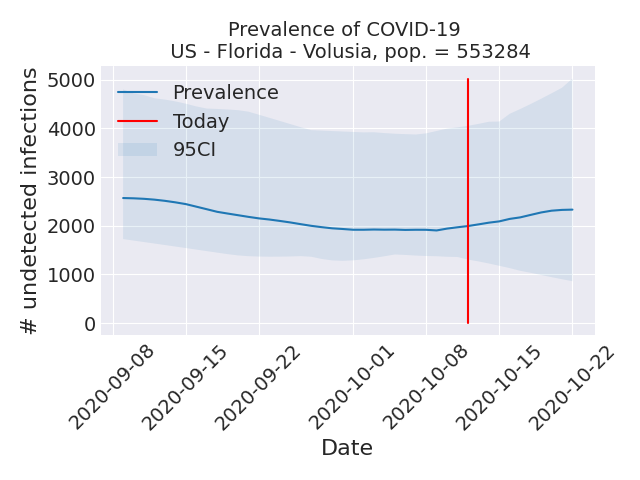 Prevalence of COVID-19
US - Florida - Volusia, pop. = 553284
# undetected infections
5000
4000
3000
2000
1000
0
Prevalence
Today
95CI
2020-09-08
2020-09-15
2020-09-22
2020-10-01
2020-10-08
2020-10-15
2020-10-22
Date